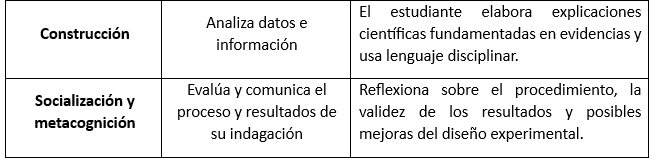 Construcción
Analiza datos e
información
El estudiante elabora explicaciones
científicas fundamentadas en evidencias y
usa lenguaje disciplinar.
Socialización y
metacognición
Evalúa y comunica el
proceso y resultados de
su indagación
Reflexiona sobre el procedimiento, la
validez de los resultados y posibles
mejoras del diseño experimental.